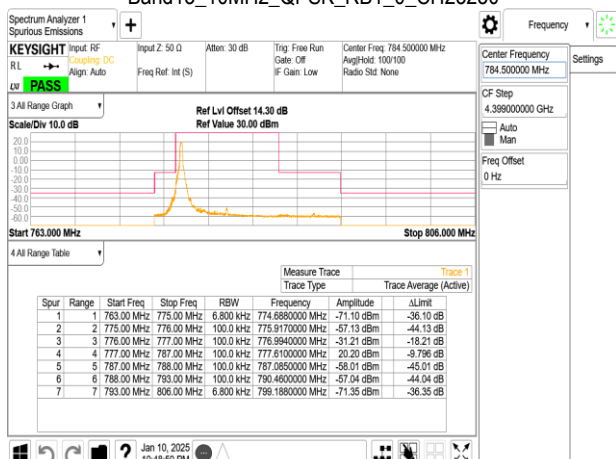 Spectrum Analyzer 1
Spurious Emissions
Frequency
KEYSIGHT
Input: RF
Coupling: DC
Align: Auto
Input Z: 50 Ω
Freq Ref: Int (S)
Atten: 30 dB
Trig: Free Run
Gate: Off
IF Gain: Low
Center Freq: 784.500000 MHz
Avg|Hold: 100/100
Radio Std: None
RL
LXI PASS
Center Frequency
784.500000 MHz
Settings
CF Step
4.399000000 GHz
Auto
Man
Freq Offset
0 Hz
3 All Range Graph
Scale/Div 10.0 dB
Ref Lvl Offset 14.30 dB
Ref Value 30.00 dBm
20.0
10.0
0.00
-10.0
-20.0
-30.0
-40.0
-50.0
-60.0
Start 763.000 MHz
Stop 806.000 MHz
4 All Range Table
Measure Trace Trace 1
Trace Type Trace Average (Active)
Spur Range Start Freq Stop Freq RBW Frequency Amplitude ΔLimit
1 1 763.00 MHz 775.00 MHz 6.800 kHz 774.6880000 MHz -71.10 dBm -36.10 dB
2 2 775.00 MHz 776.00 MHz 100.0 kHz 775.9170000 MHz -57.13 dBm -44.13 dB
3 3 776.00 MHz 777.00 MHz 100.0 kHz 776.9940000 MHz -31.21 dBm -18.21 dB
4 4 777.00 MHz 787.00 MHz 100.0 kHz 777.6100000 MHz 20.20 dBm -9.796 dB
5 5 787.00 MHz 788.00 MHz 100.0 kHz 787.0850000 MHz -58.01 dBm -45.01 dB
6 6 788.00 MHz 793.00 MHz 100.0 kHz 790.4600000 MHz -57.04 dBm -44.04 dB
7 7 793.00 MHz 806.00 MHz 6.800 kHz 799.1880000 MHz -71.35 dBm -36.35 dB
Jan 10, 2025